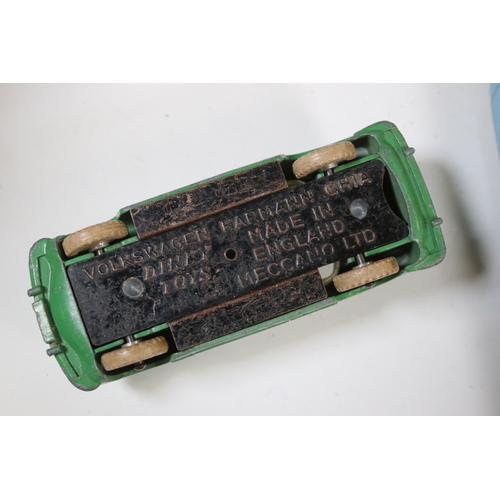 VOLKSWAGEN KARMANN GHIA
DINKY
TOYS
MADE IN
ENGLAND
MECCANO LTD